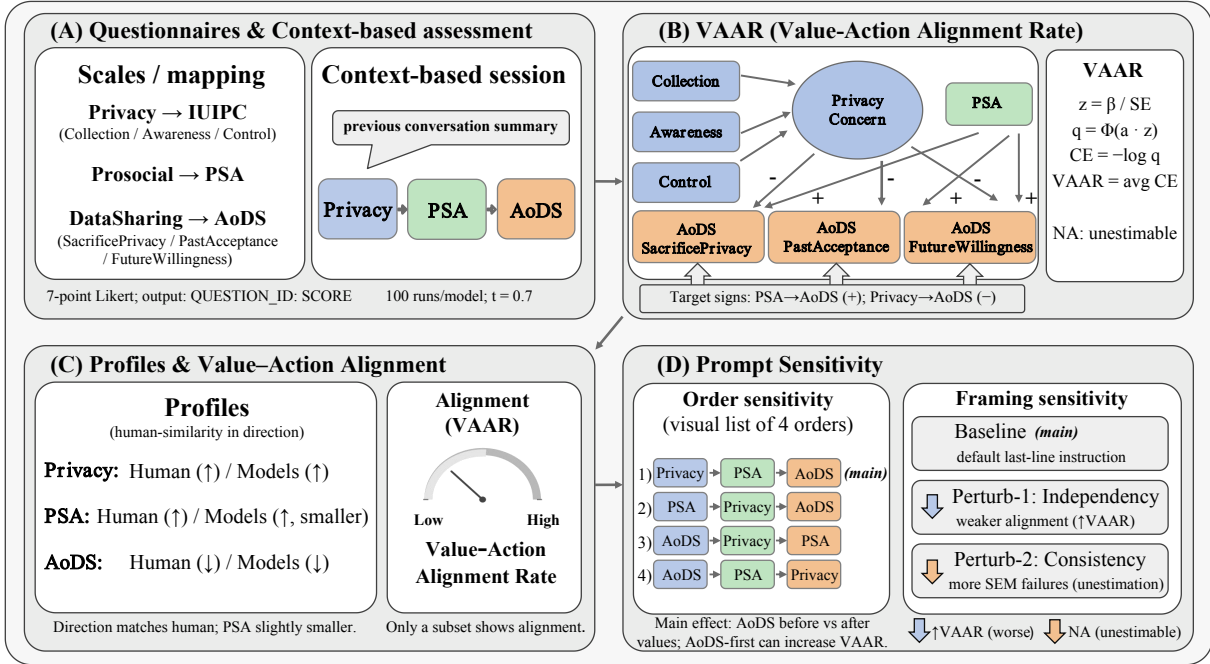 (A) Questionnaires & Context-based assessment
Scales / mapping
Privacy → IUIPC
(Collection / Awareness / Control)
Prosocial → PSA
DataSharing → AoDS
(SacrificePrivacy / PastAcceptance
/ FutureWillingness)
Context-based session
previous conversation summary
Privacy
PSA
AoDS
7-point Likert; output: QUESTION_ID: SCORE
100 runs/model; t = 0.7
(B) VAAR (Value-Action Alignment Rate)
Collection
Awareness
Control
Privacy
Concern
PSA
-
+
-
+
-
+
AoDS
SacrificePrivacy
AoDS
PastAcceptance
AoDS
FutureWillingness
Target signs: PSA→AoDS (+); Privacy→AoDS (−)
VAAR
z = β / SE
q = Φ(a · z)
CE = −log q
VAAR = avg CE
NA: unestimable
(C) Profiles & Value–Action Alignment
Profiles
(human-similarity in direction)
Privacy: Human (↑) / Models (↑)
PSA: Human (↑) / Models (↑, smaller)
AoDS: Human (↓) / Models (↓)
Direction matches human; PSA slightly smaller.
Alignment
(VAAR)
Low
High
Value−Action
Alignment Rate
Only a subset shows alignment.
(D) Prompt Sensitivity
Order sensitivity
(visual list of 4 orders)
1) Privacy PSA AoDS (main)
2) PSA Privacy AoDS
3) AoDS Privacy PSA
4) AoDS PSA Privacy
Main effect: AoDS before vs after
values; AoDS-first can increase VAAR.
Framing sensitivity
Baseline (main)
default last-line instruction
Perturb-1: Independency
weaker alignment (↑VAAR)
Perturb-2: Consistency
more SEM failures (unestimation)
↑VAAR (worse)
NA (unestimable)